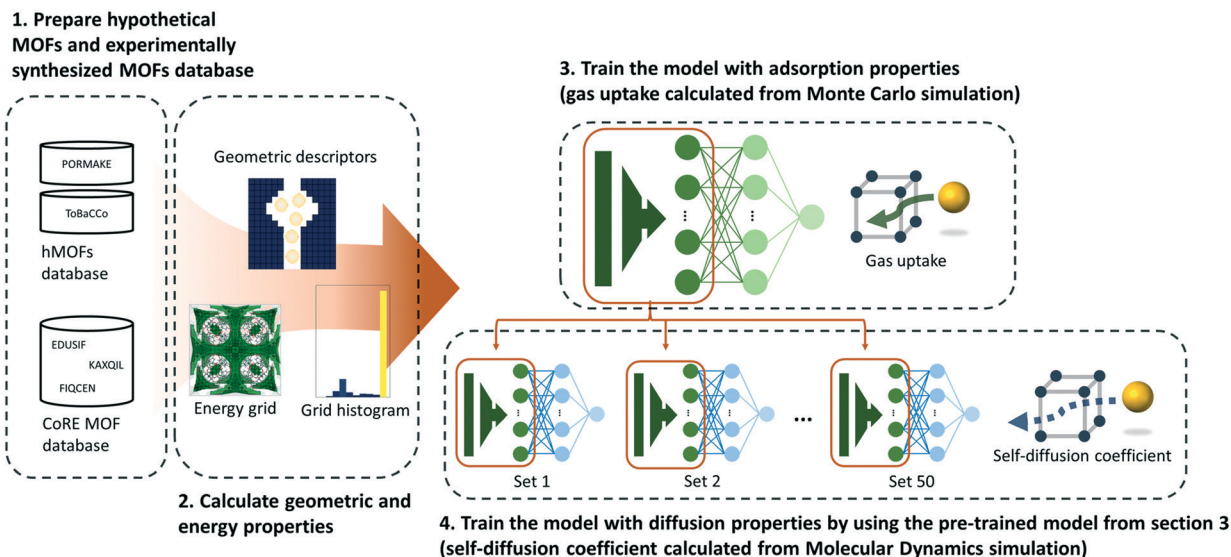 1. Prepare hypothetical
MOFs and experimentally
synthesized MOFs database
PORMAKE
ToBaCCo
hMOFs
database
EDUSIF
KAXQIL
FIQCEN
CoRE MOF
database
Geometric descriptors
Energy grid
Grid histogram
2. Calculate geometric and
energy properties
3. Train the model with adsorption properties
(gas uptake calculated from Monte Carlo simulation)
...
Gas uptake
...
Set 1
...
Set 2
...
...
Set 50
Self-diffusion coefficient
4. Train the model with diffusion properties by using the pre-trained model from section 3
(self-diffusion coefficient calculated from Molecular Dynamics simulation)